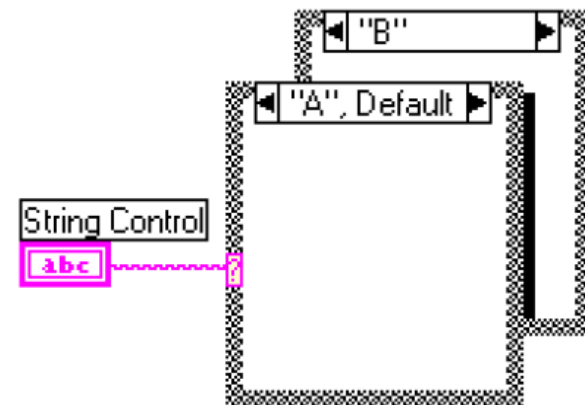 "B"
"A", Default
String Control
abc
?